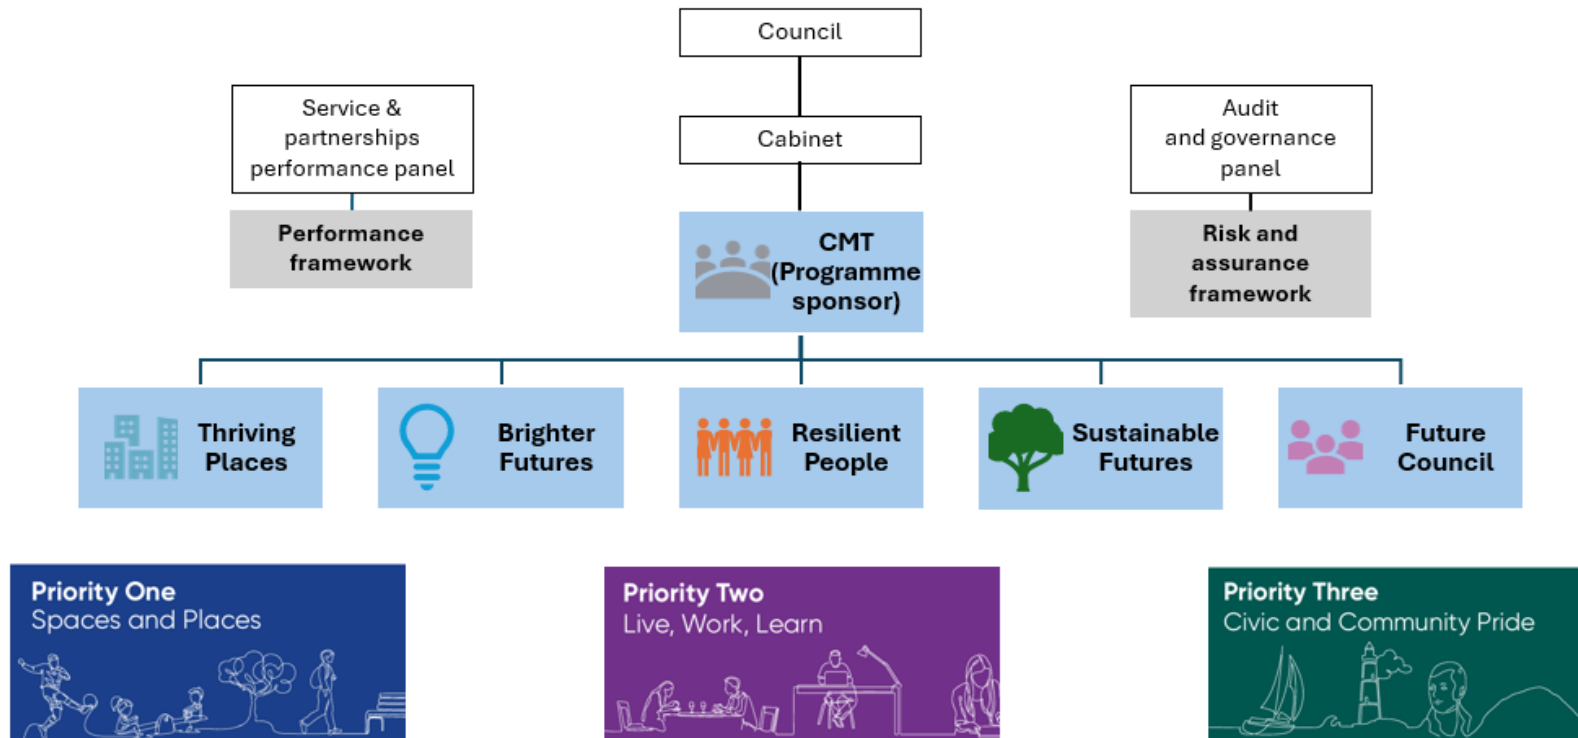 Council
Service &
partnerships
performance panel
Cabinet
Audit
and governance
panel
Performance
framework
CMT
(Programme
sponsor)
Risk and
assurance
framework
Thriving
Places
Brighter
Futures
Resilient
People
Sustainable
Futures
Future
Council
Priority One
Spaces and Places
Priority Two
Live, Work, Learn
Priority Three
Civic and Community Pride